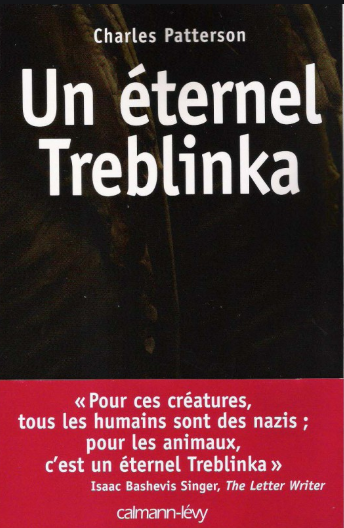 Charles Patterson
Un éternel
Treblinka
« Pour ces créatures,
tous les humains sont des nazis ;
pour les animaux,
c'est un éternel Treblinka »
Isaac Bashevis Singer, The Letter Writer
calmann-lévy